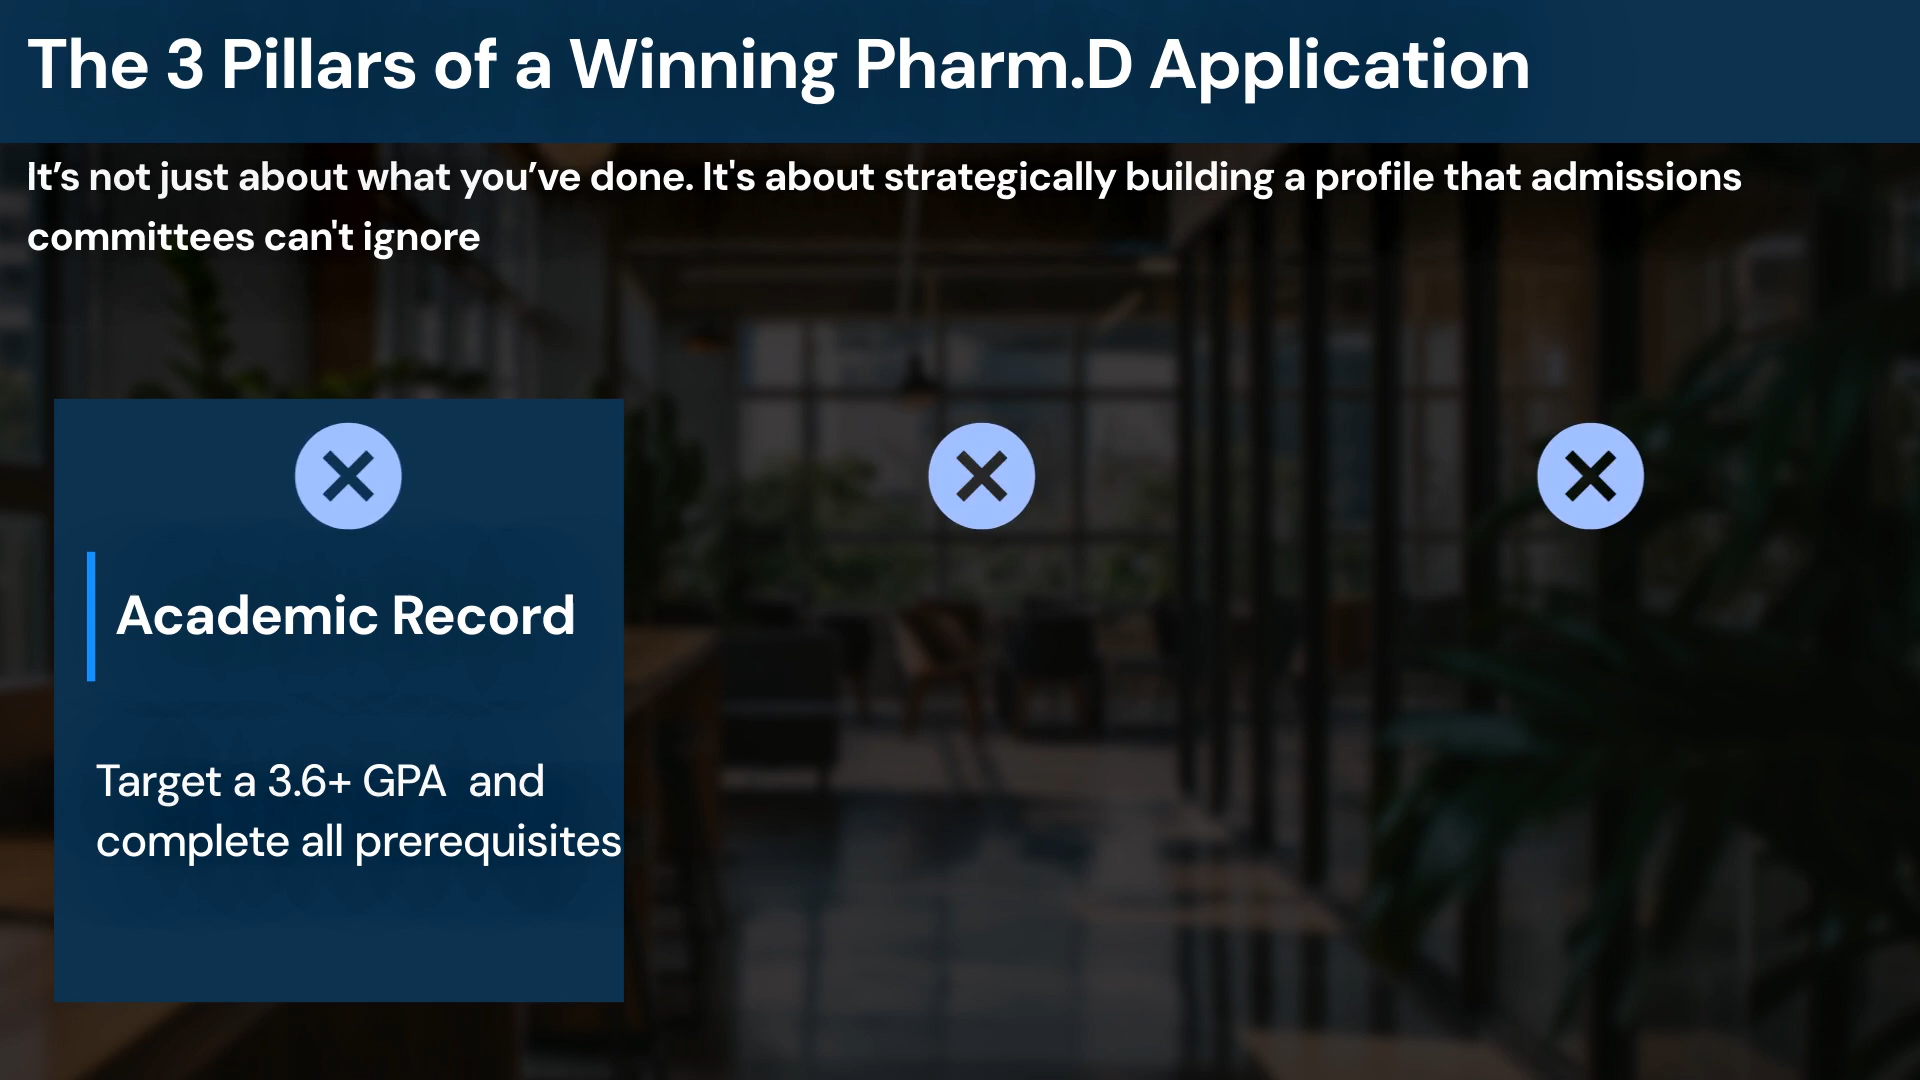 The 3 Pillars of a Winning Pharm.D Application
It’s not just about what you’ve done. It's about strategically building a profile that admissions
committees can't ignore
Academic Record
Target a 3.6+ GPA  and
complete all prerequisites